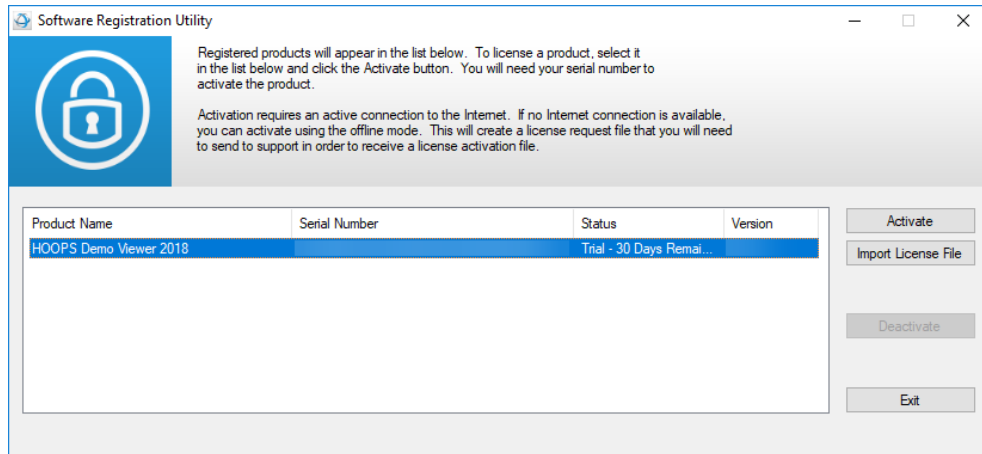 Software Registration Utility
Registered products will appear in the list below. To license a product, select it
in the list below and click the Activate button. You will need your serial number to
activate the product.
Activation requires an active connection to the Internet. If no Internet connection is available,
you can activate using the offline mode. This will create a license request file that you will need
to send to support in order to receive a license activation file.
Product Name Serial Number Status Version
HOOPS Demo Viewer 2018 Trial - 30 Days Remai...
Activate
Import License File
Deactivate
Exit